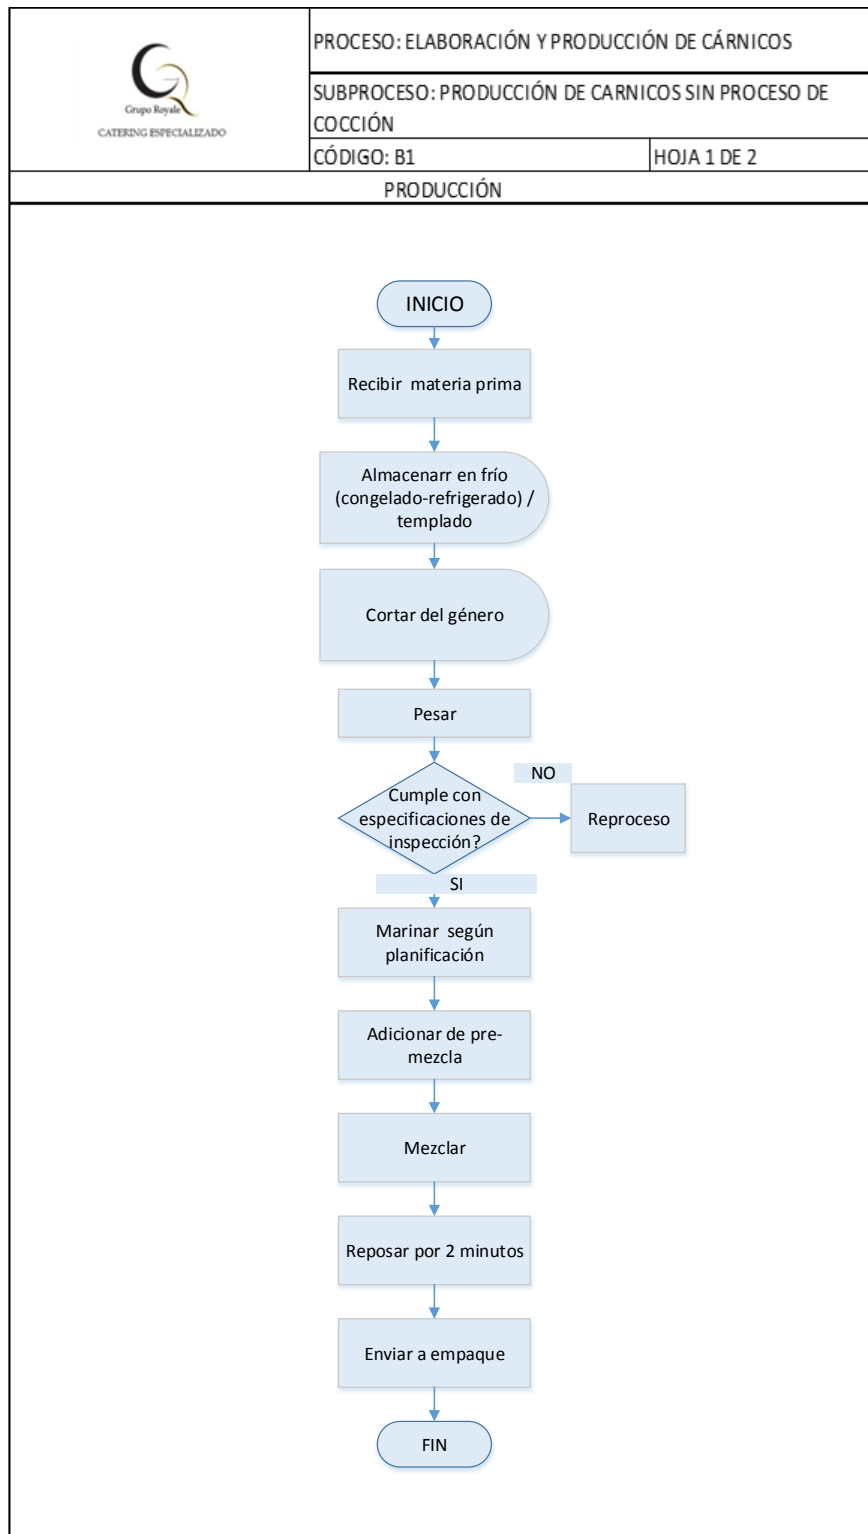 Grupo Royale
CATERING ESPECIALIZADO
PROCESO: ELABORACIÓN Y PRODUCCIÓN DE CÁRNICOS
SUBPROCESO: PRODUCCIÓN DE CARNICOS SIN PROCESO DE
COCCIÓN
CÓDIGO: B1
HOJA 1 DE 2
PRODUCCIÓN
INICIO
Recibir materia prima
Almacenarr en frío
(congelado-refrigerado) /
templado
Cortar del género
Pesar
Cumple con
especificaciones de
inspección?
NO
Reproceso
SI
Marinar según
planificación
Adicionar de pre-
mezcla
Mezclar
Reposar por 2 minutos
Enviar a empaque
FIN